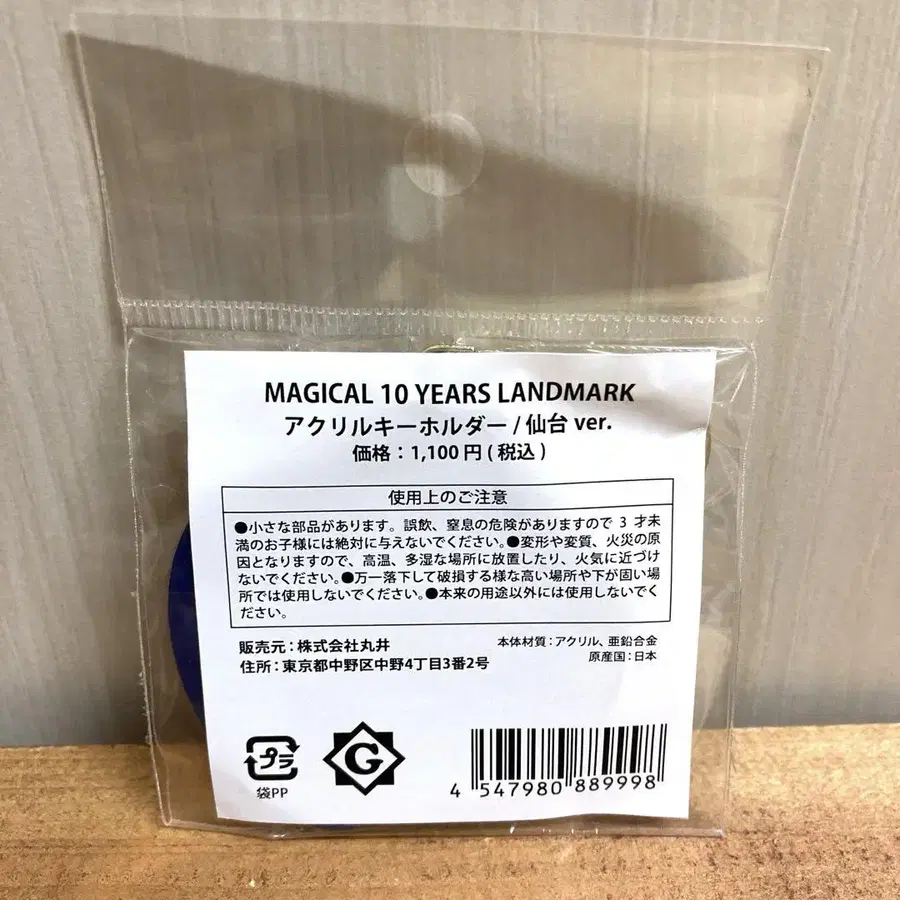 MAGICAL 10 YEARS LANDMARK
アクリルキーホルダー / 仙台 ver.
価格：1,100 円 ( 税込 )
使用上のご注意
●小さな部品があります。誤飲、窒息の危険がありますので 3 才未
満のお子様には絶対に与えないでください。●変形や変質、火災の原
因となりますので、高温、多湿な場所に放置したり、火気に近づけ
ないでください。●万一落下して破損する様な高い場所や下が固い場
所では使用しないでください。●本来の用途以外には使用しないでく
ださい。
販売元：株式会社丸井
住所：東京都中野区中野4丁目3番2号
本体材質：アクリル、亜鉛合金
原産国：日本
プラ
袋PP
G
4 547980 889998